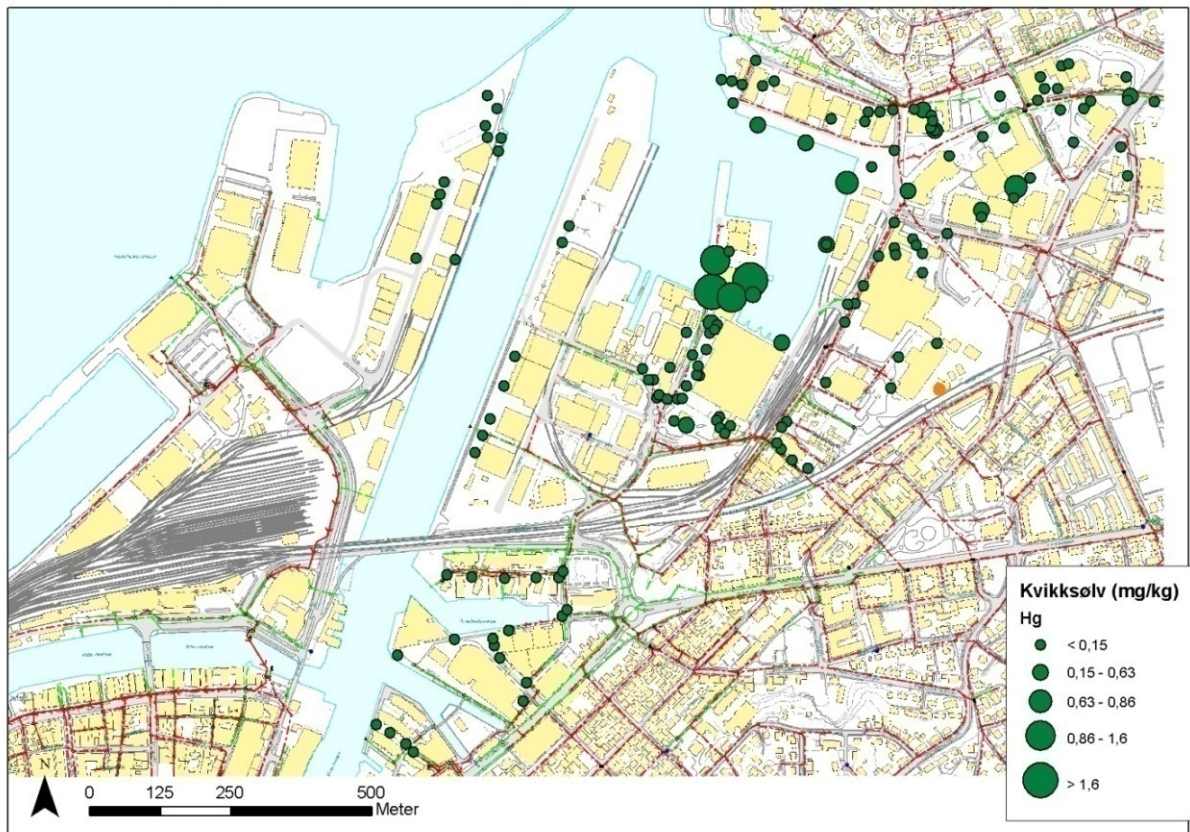 Kvikksølv (mg/kg)
Hg
< 0,15
0,15 - 0,63
0,63 - 0,86
0,86 - 1,6
> 1,6
N
0 125 250 500
Meter